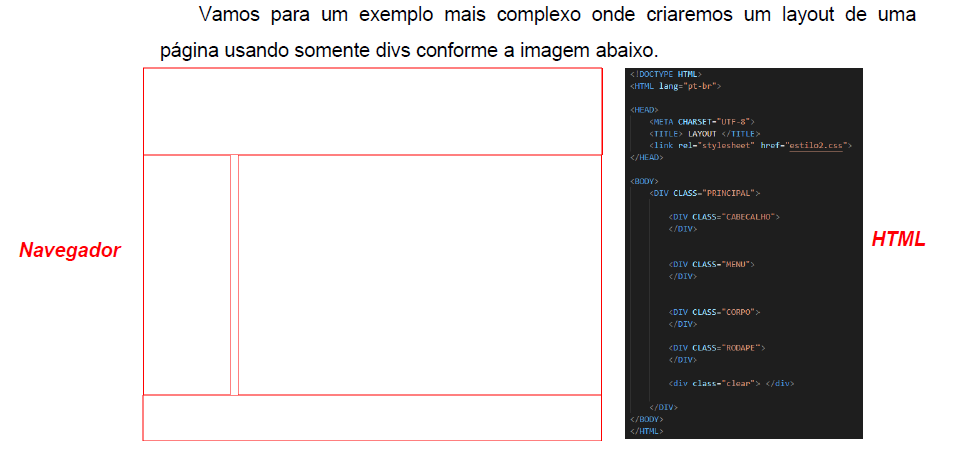 Vamos para um exemplo mais complexo onde criaremos um layout de uma
página usando somente divs conforme a imagem abaixo.
Navegador
<!DOCTYPE HTML>
<HTML lang="pt-br">
<HEAD>
<META CHARSET="UTF-8">
<TITLE> LAYOUT </TITLE>
<link rel="stylesheet" href="estilo2.css">
</HEAD>
<BODY>
<DIV CLASS="PRINCIPAL">
<DIV CLASS="CABECALHO">
</DIV>
<DIV CLASS="MENU">
</DIV>
<DIV CLASS="CORPO">
</DIV>
<DIV CLASS="RODAPE">
</DIV>
<div class="clear"> </div>
</DIV>
</BODY>
</HTML>
HTML